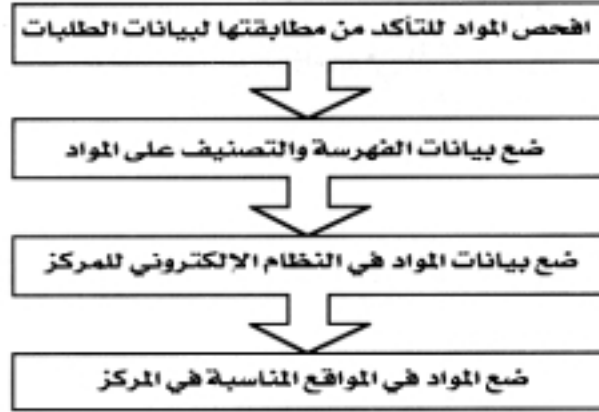 افحص المواد للتأكد من مطابقتها لبيانات الطلبات
ضع بيانات الفهرسة والتصنيف على المواد
ضع بيانات المواد في النظام الإلكتروني للمركز
ضع المواد في المواقع المناسبة في المركز